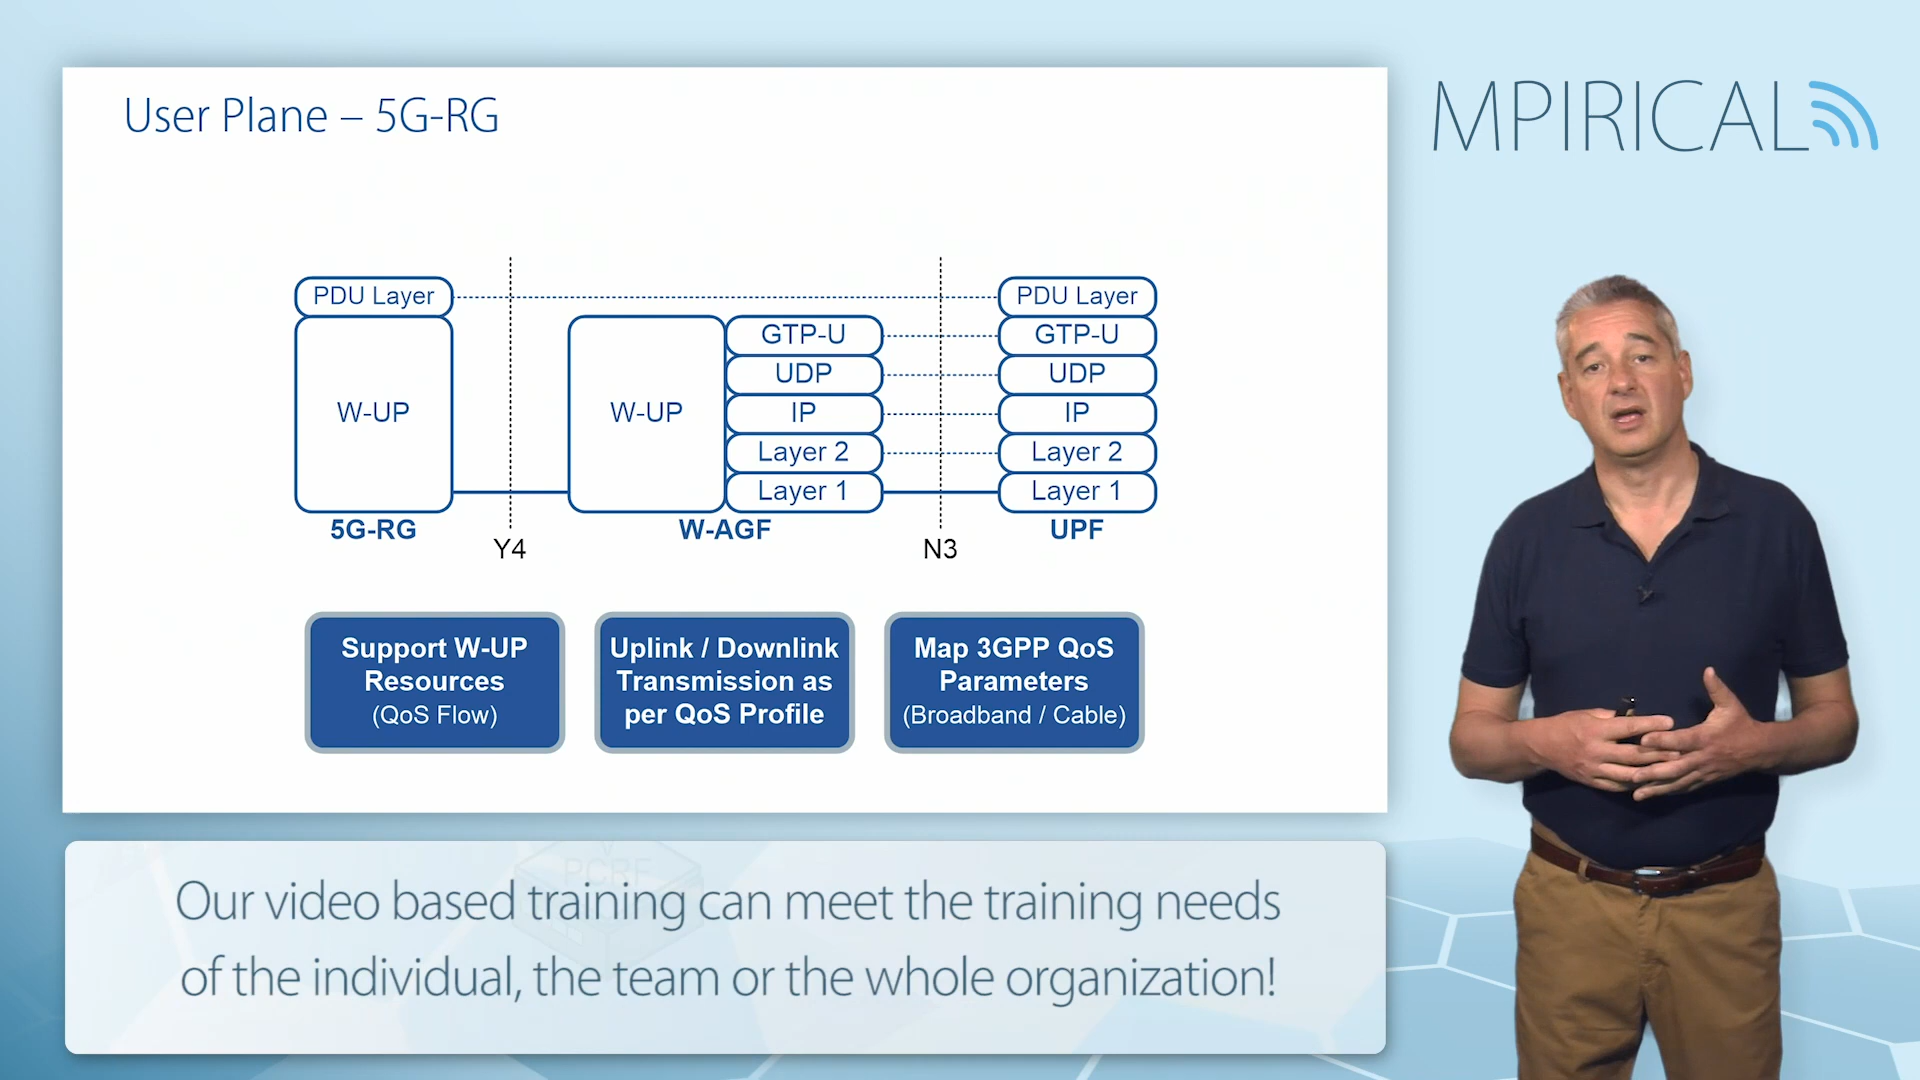 User Plane – 5G-RG
MPIRICAL
PDU Layer
PDU Layer
W-UP
W-UP
GTP-U
GTP-U
UDP
UDP
IP
IP
Layer 2
Layer 2
Layer 1
Layer 1
5G-RG
Y4
W-AGF
N3
UPF
Support W-UP
Resources
(QoS Flow)
Uplink / Downlink
Transmission as
per QoS Profile
Map 3GPP QoS
Parameters
(Broadband / Cable)
PCRF
Our video based training can meet the training needs
of the individual, the team or the whole organization!